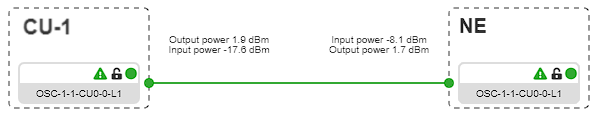 CU-1
Output power 1.9 dBm
Input power -17.6 dBm
Input power -8.1 dBm
Output power 1.7 dBm
NE
OSC-1-1-CU0-0-L1
OSC-1-1-CU0-0-L1